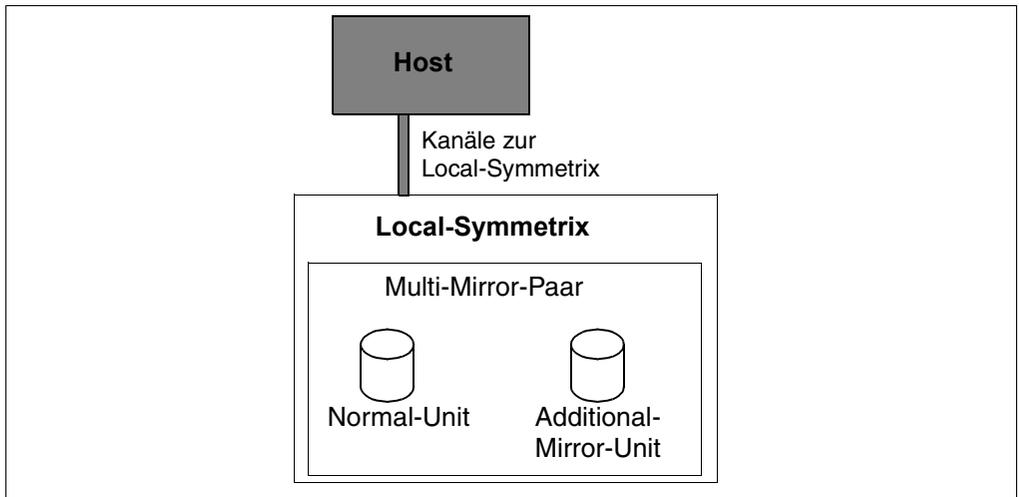 Host
Kanäle zur
Local-Symmetrix
Local-Symmetrix
Multi-Mirror-Paar
Normal-Unit
Additional-
Mirror-Unit